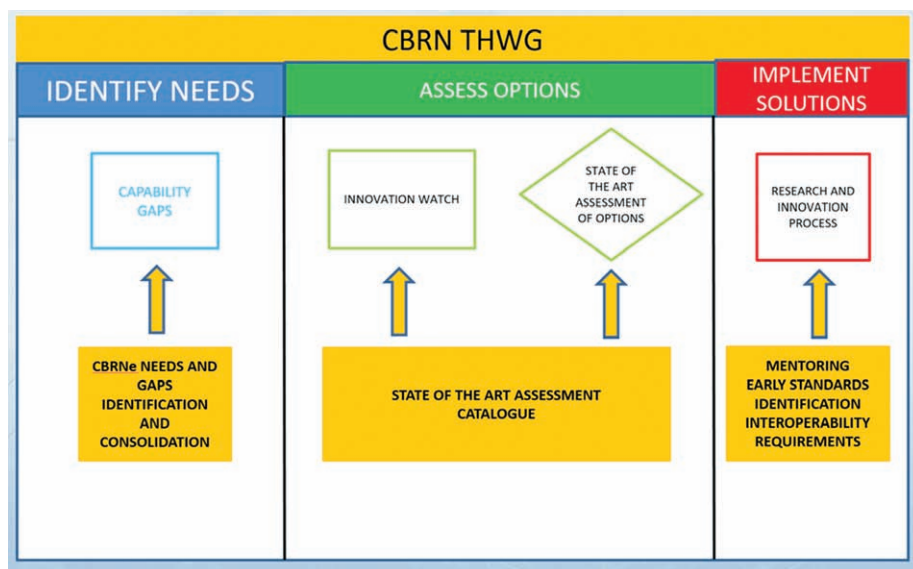 CBRN THWG
IDENTIFY NEEDS
ASSESS OPTIONS
IMPLEMENT
SOLUTIONS
CAPABILITY
GAPS
INNOVATION WATCH
STATE OF
THE ART
ASSESSMENT
OF OPTIONS
RESEARCH AND
INNOVATION
PROCESS
CBRNe NEEDS AND
GAPS
IDENTIFICATION
AND
CONSOLIDATION
STATE OF THE ART ASSESSMENT
CATALOGUE
MENTORING
EARLY STANDARDS
IDENTIFICATION
INTEROPERABILITY
REQUIREMENTS